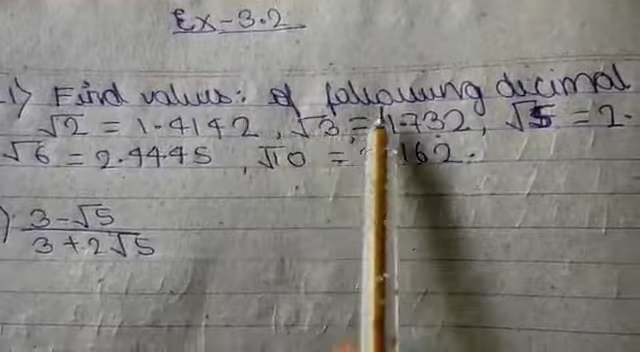 Ex-3.2
1) Find values: of following decimal
√2 = 1.4142, √3 = 1.732, √5 = 2.
√6 = 2.4445, √10 = 162.
) 3-√5
3+2√5